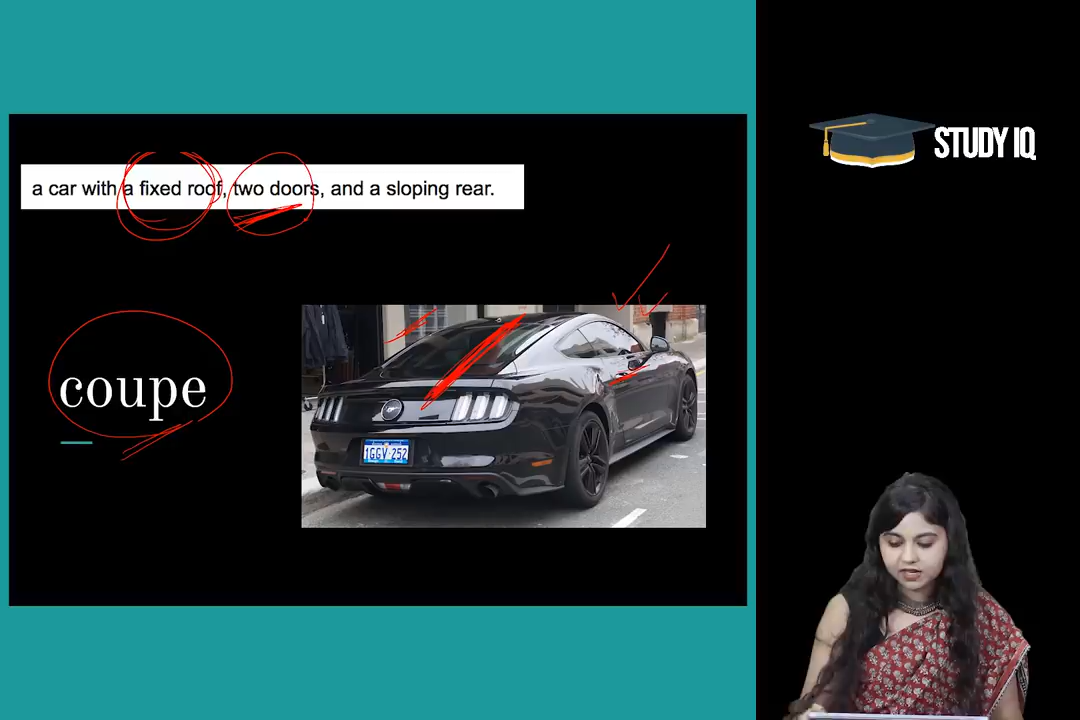 a car with a fixed roof, two doors, and a sloping rear.
coupe
1GGV·252
STUDY IQ